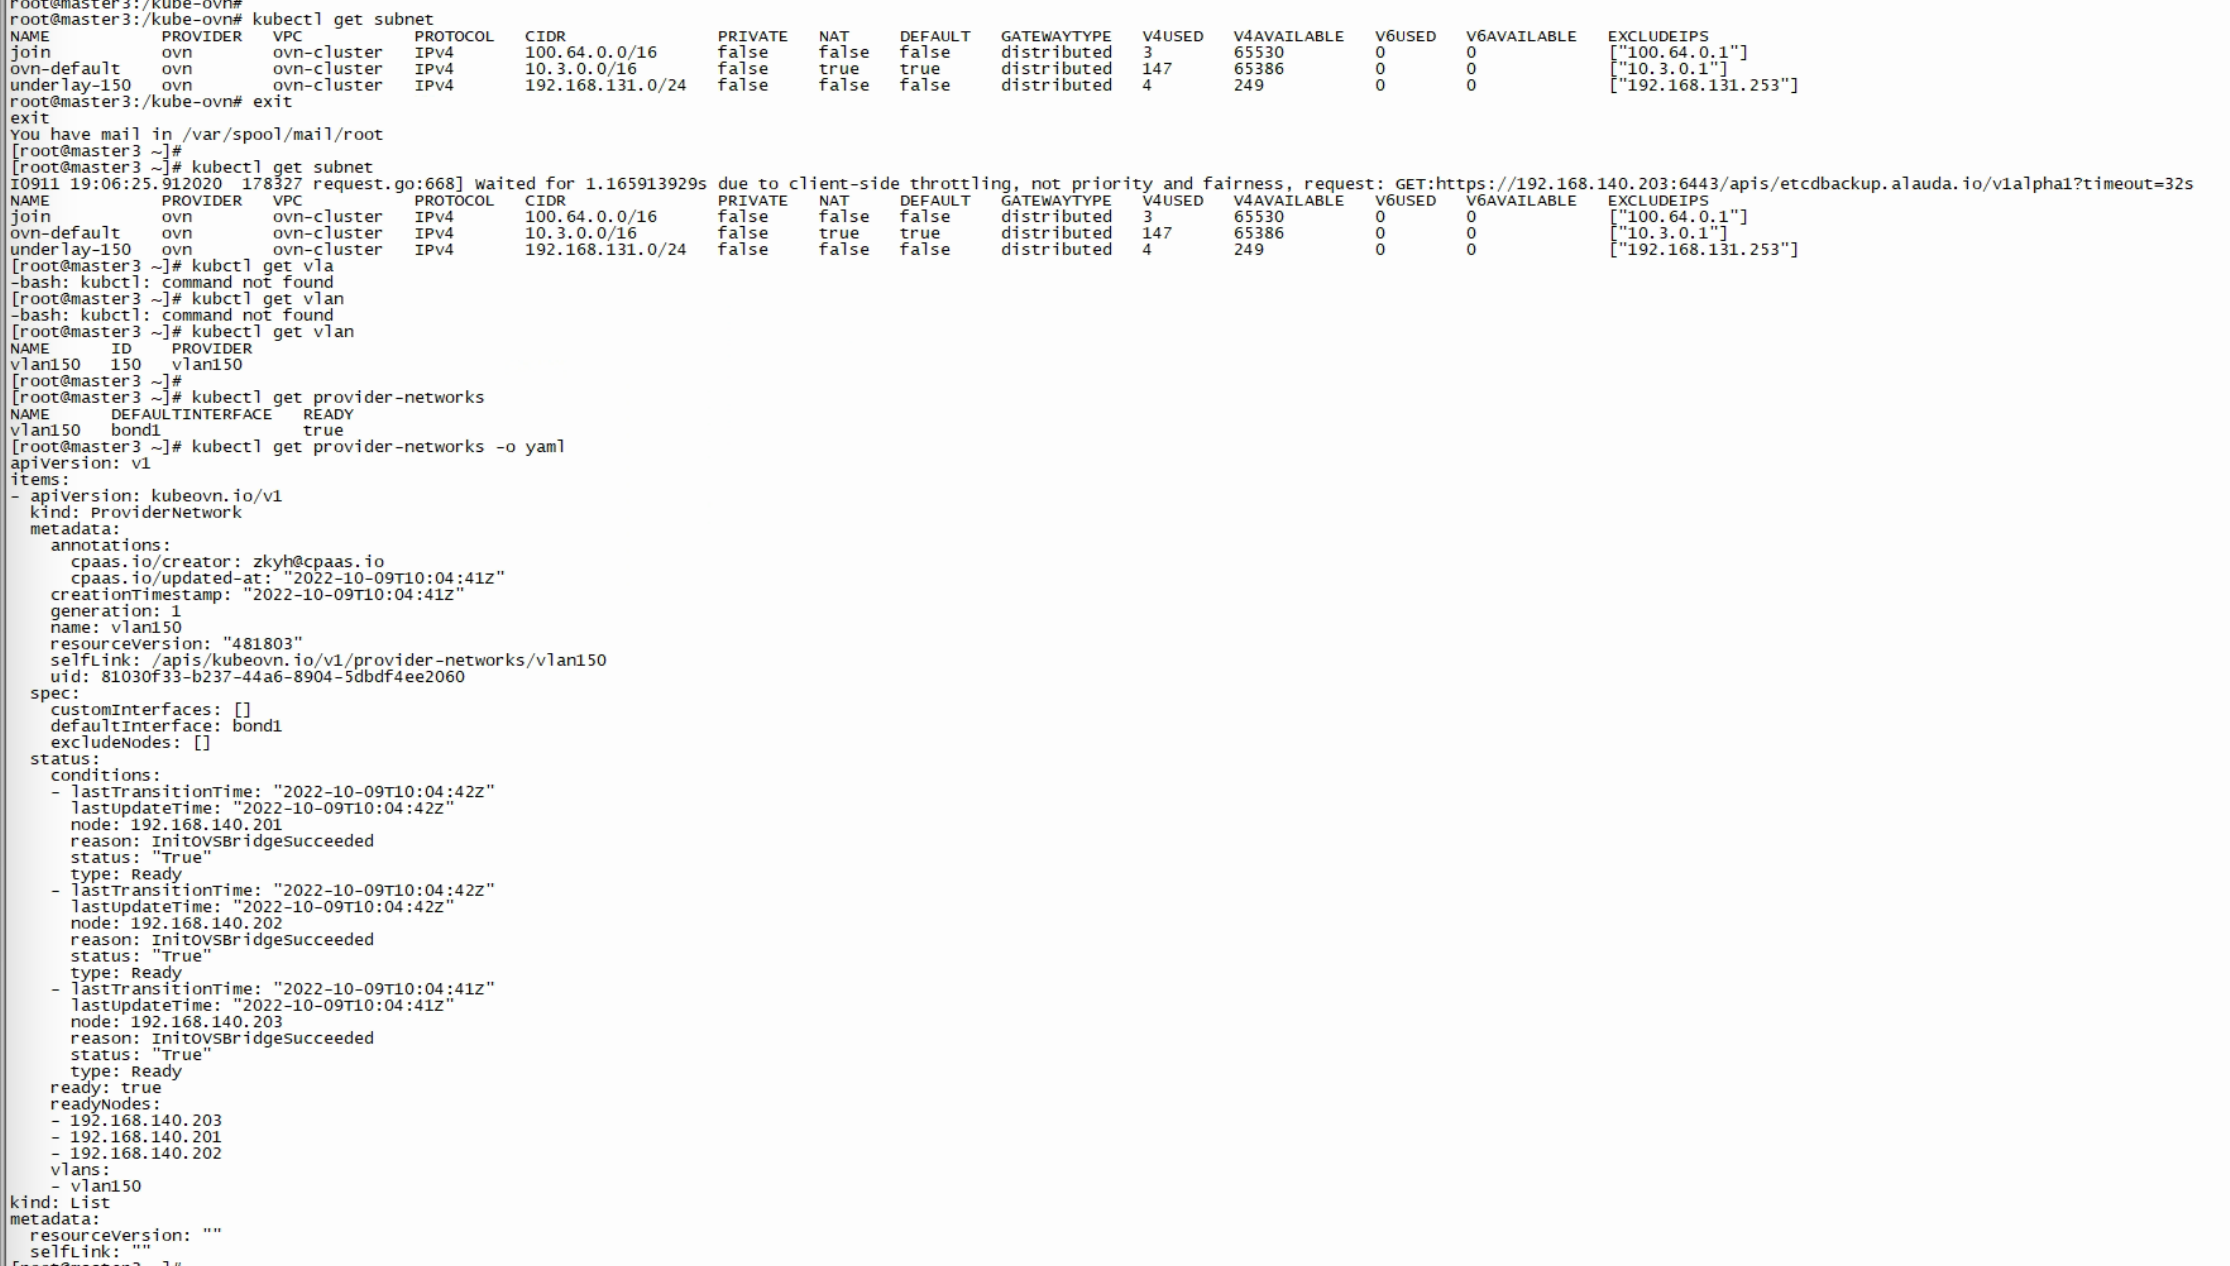 root@master3:/kube-ovn#
root@master3:/kube-ovn# kubectl get subnet
NAME PROVIDER VPC PROTOCOL CIDR PRIVATE NAT DEFAULT GATEWAYTYPE V4USED V4AVAILABLE V6USED V6AVAILABLE EXCLUDEIPS
join ovn ovn-cluster IPv4 100.64.0.0/16 false false false distributed 3 65530 0 0 ["100.64.0.1"]
ovn-default ovn ovn-cluster IPv4 10.3.0.0/16 false true true distributed 147 65386 0 0 ["10.3.0.1"]
underlay-150 ovn ovn-cluster IPv4 192.168.131.0/24 false false false distributed 4 249 0 0 ["192.168.131.253"]
root@master3:/kube-ovn# exit
exit
You have mail in /var/spool/mail/root
[root@master3 ~]#
[root@master3 ~]# kubectl get subnet
I0911 19:06:25.912020 178327 request.go:668] Waited for 1.165913929s due to client-side throttling, not priority and fairness, request: GET:https://192.168.140.203:6443/apis/etcdbackup.alauda.io/v1alpha1?timeout=32s
NAME PROVIDER VPC PROTOCOL CIDR PRIVATE NAT DEFAULT GATEWAYTYPE V4USED V4AVAILABLE V6USED V6AVAILABLE EXCLUDEIPS
join ovn ovn-cluster IPv4 100.64.0.0/16 false false false distributed 3 65530 0 0 ["100.64.0.1"]
ovn-default ovn ovn-cluster IPv4 10.3.0.0/16 false true true distributed 147 65386 0 0 ["10.3.0.1"]
underlay-150 ovn ovn-cluster IPv4 192.168.131.0/24 false false false distributed 4 249 0 0 ["192.168.131.253"]
[root@master3 ~]# kubctl get vla
-bash: kubctl: command not found
[root@master3 ~]# kubctl get vlan
-bash: kubctl: command not found
[root@master3 ~]# kubectl get vlan
NAME ID PROVIDER
vlan150 150 vlan150
[root@master3 ~]#
[root@master3 ~]# kubectl get provider-networks
NAME DEFAULTINTERFACE READY
vlan150 bond1 true
[root@master3 ~]# kubectl get provider-networks -o yaml
apiVersion: v1
items:
- apiVersion: kubeovn.io/v1
  kind: ProviderNetwork
  metadata:
    annotations:
      cpaas.io/creator: zkyh@cpaas.io
      cpaas.io/updated-at: "2022-10-09T10:04:41Z"
    creationTimestamp: "2022-10-09T10:04:41Z"
    generation: 1
    name: vlan150
    resourceVersion: "481803"
    selfLink: /apis/kubeovn.io/v1/provider-networks/vlan150
    uid: 81030f33-b237-44a6-8904-5dbdf4ee2060
  spec:
    customInterfaces: []
    defaultInterface: bond1
    excludeNodes: []
  status:
    conditions:
    - lastTransitionTime: "2022-10-09T10:04:42Z"
      lastUpdateTime: "2022-10-09T10:04:42Z"
      node: 192.168.140.201
      reason: InitOVSBridgeSucceeded
      status: "True"
      type: Ready
    - lastTransitionTime: "2022-10-09T10:04:42Z"
      lastUpdateTime: "2022-10-09T10:04:42Z"
      node: 192.168.140.202
      reason: InitOVSBridgeSucceeded
      status: "True"
      type: Ready
    - lastTransitionTime: "2022-10-09T10:04:41Z"
      lastUpdateTime: "2022-10-09T10:04:41Z"
      node: 192.168.140.203
      reason: InitOVSBridgeSucceeded
      status: "True"
      type: Ready
    ready: true
    readyNodes:
    - 192.168.140.203
    - 192.168.140.201
    - 192.168.140.202
    vlans:
    - vlan150
kind: List
metadata:
  resourceVersion: ""
  selfLink: ""
[root@master3 ~]#